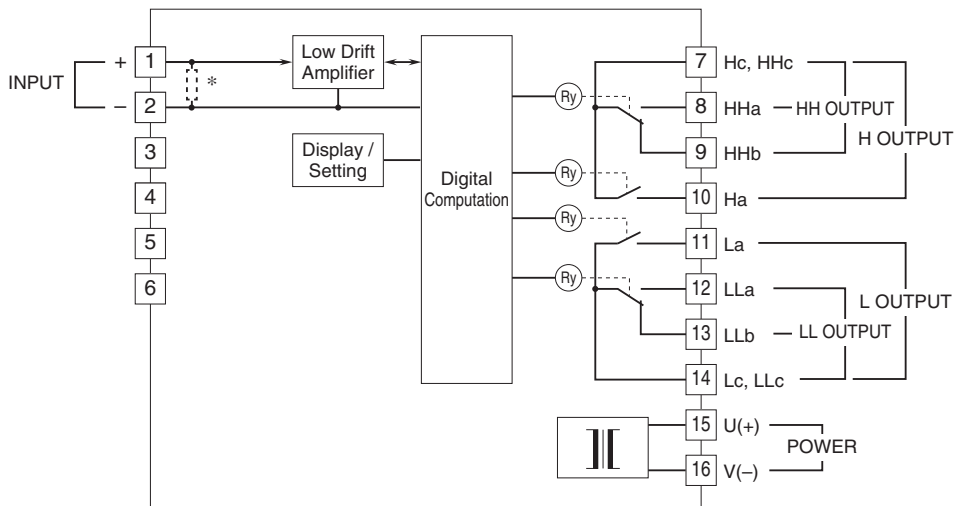 INPUT
+
−
1
2
3
4
5
6
*
Low Drift
Amplifier
Display /
Setting
Digital
Computation
Ry
Ry
Ry
Ry
7 Hc, HHc
8 HHa
9 HHb
10 Ha
11 La
12 LLa
13 LLb
14 Lc, LLc
15 U(+)
16 V(–)
HH OUTPUT
H OUTPUT
L OUTPUT
LL OUTPUT
POWER